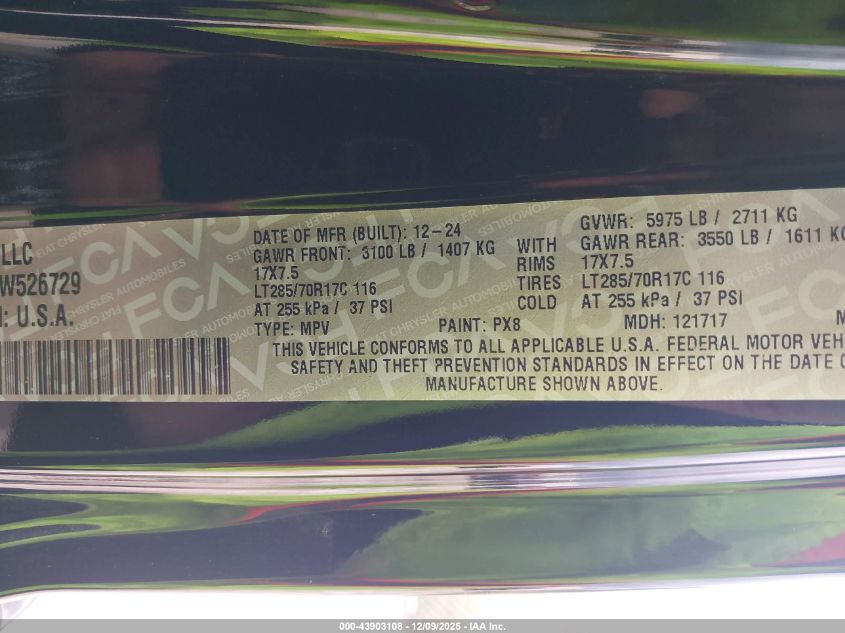 LLC
W526729
: U.S.A.
DATE OF MFR (BUILT): 12-24
GAWR FRONT: 3100 LB / 1407 KG
17X7.5
LT285/70R17C 116
AT 255 kPa / 37 PSI
TYPE: MPV
WITH
RIMS
TIRES
COLD
GVWR: 5975 LB / 2711 KG
GAWR REAR: 3550 LB / 1611 KG
17X7.5
LT285/70R17C 116
AT 255 kPa / 37 PSI
PAINT: PX8
MDH: 121717
THIS VEHICLE CONFORMS TO ALL APPLICABLE U.S.A. FEDERAL MOTOR VEH
SAFETY AND THEFT PREVENTION STANDARDS IN EFFECT ON THE DATE O
MANUFACTURE SHOWN ABOVE.
000-43903108 - 12/09/2025 - IAA Inc.